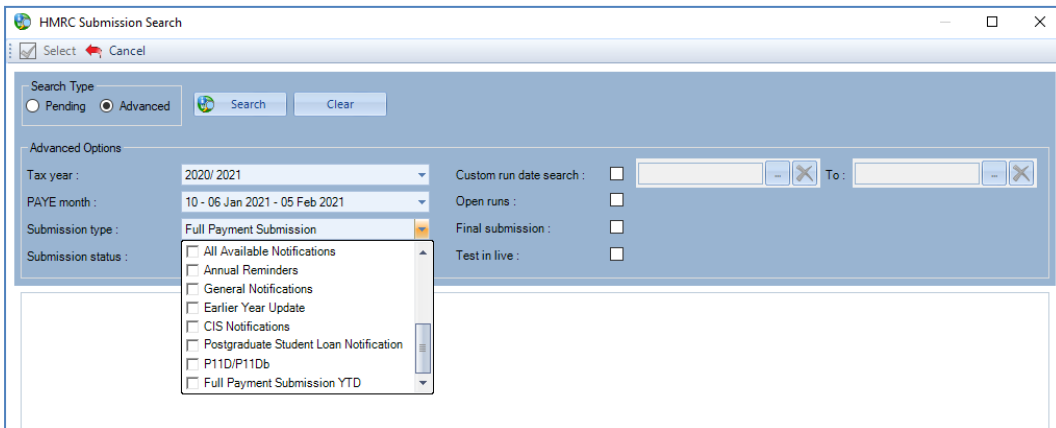 HMRC Submission Search
Select Cancel
Search Type
Pending Advanced Search Clear
Advanced Options
Tax year : 2020/ 2021 Custom run date search : To :
PAYE month : 10 - 06 Jan 2021 - 05 Feb 2021 Open runs :
Submission type : Full Payment Submission Final submission :
Submission status : All Available Notifications Test in live :
Annual Reminders
General Notifications
Earlier Year Update
CIS Notifications
Postgraduate Student Loan Notification
P11D/P11Db
Full Payment Submission YTD